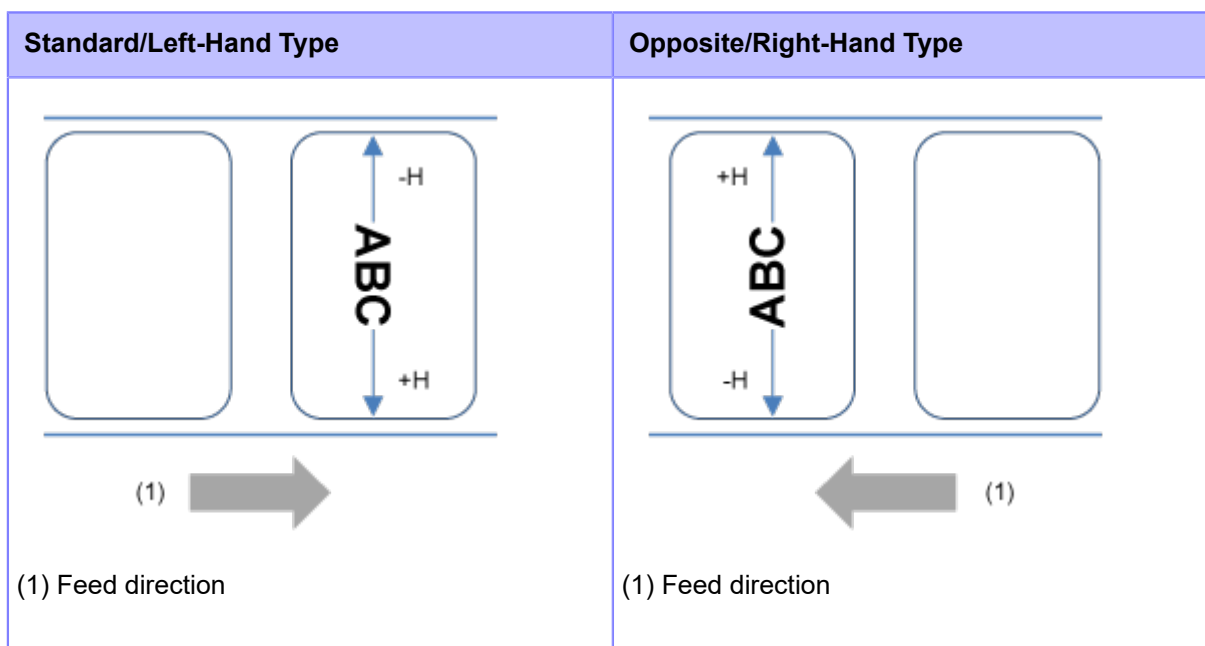 Standard/Left-Hand Type
Opposite/Right-Hand Type
-H
ABC
+H
(1)
(1) Feed direction
+H
ABC
-H
(1)
(1) Feed direction